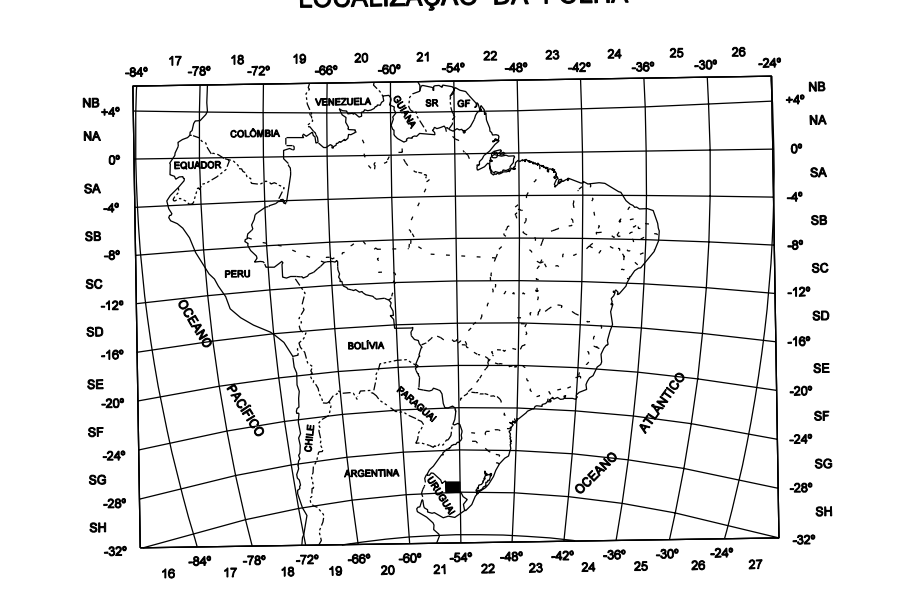 LOCALIZAÇÃO DA FOLHA
17 18 19 20 21 22 23 24 25 26
-84° -78° -72° -66° -60° -54° -48° -42° -36° -30° -24°
NB +4° VENEZUELA GUIANA SR GF +4° NB
NA COLÔMBIA NA
0° EQUADOR 0°
SA SA
-4° -4°
SB SB
-8° -8°
SC PERU SC
-12° -12°
OCEANO
SD SD
-16° BOLÍVIA -16°
SE SE
-20° PACÍFICO PARAGUAI ATLÂNTICO -20°
SF CHILE SF
-24° -24°
SG ARGENTINA OCEANO SG
-28° URUGUAI -28°
SH SH
-32° -32°
-84° -78° -72° -66° -60° -54° -48° -42° -36° -30° -24°
16 17 18 19 20 21 22 23 24 25 26 27